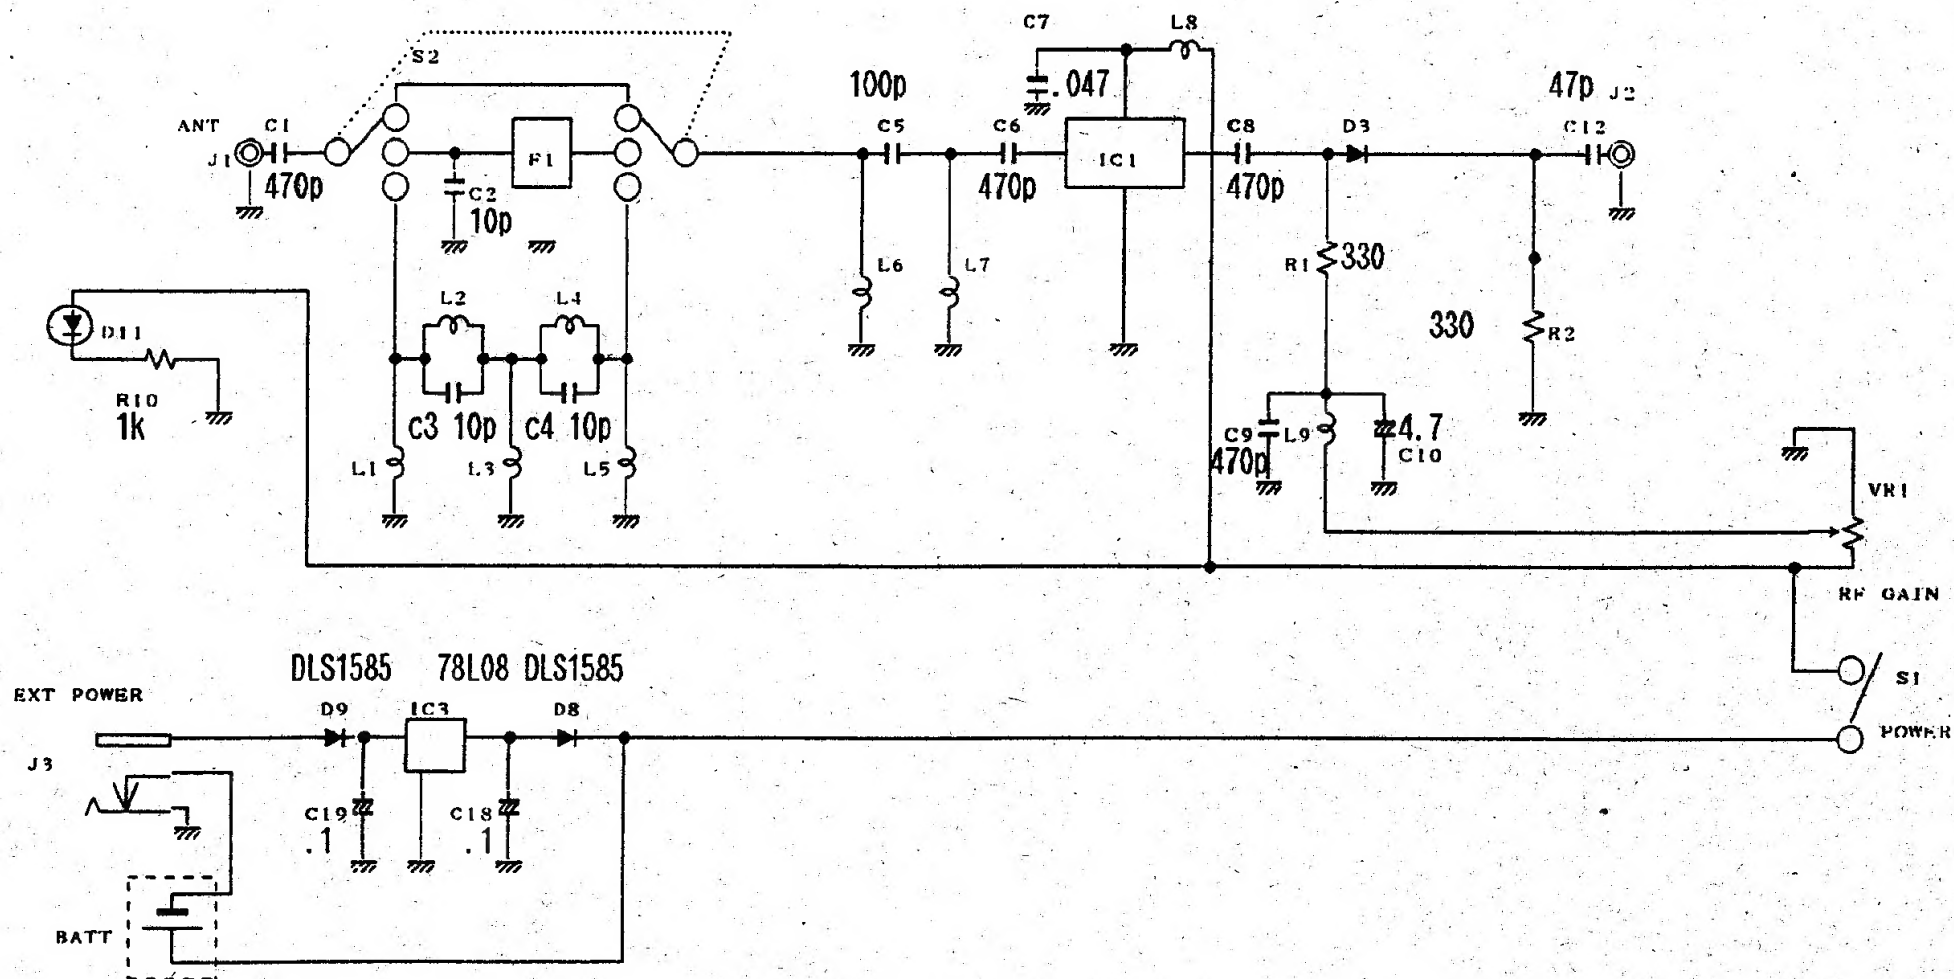 C7
L8
S2
100p
.047
47p
J2
ANT
C1
C5
C6
C8
D3
C12
J1
F1
IC1
470p
C2
470p
470p
10p
L6
L7
R1
330
L2
L4
D11
330
R2
R10
1k
C3
10p
C4
10p
C9
L9
4.7
C10
470p
L1
L3
L5
VR1
RF GAIN
DLS1585
78L08
DLS1585
S1
EXT POWER
D9
IC3
D8
POWER
J3
C19
.1
C18
.1
BATT